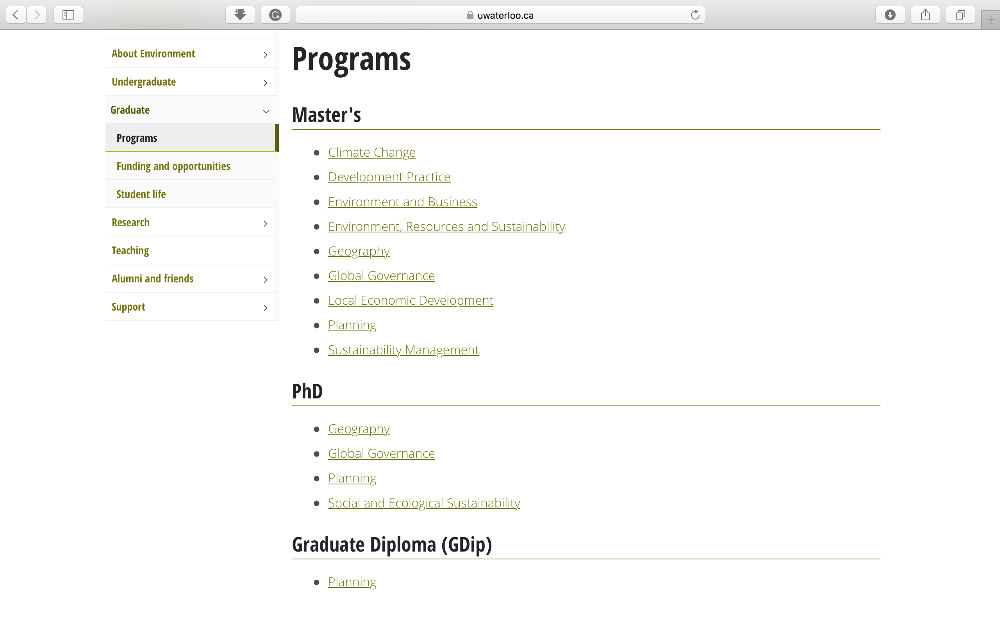 uwaterloo.ca
About Environment
Undergraduate
Graduate
Programs
Funding and opportunities
Student life
Research
Teaching
Alumni and friends
Support
Programs
Master's
Climate Change
Development Practice
Environment and Business
Environment, Resources and Sustainability
Geography
Global Governance
Local Economic Development
Planning
Sustainability Management
PhD
Geography
Global Governance
Planning
Social and Ecological Sustainability
Graduate Diploma (GDip)
Planning